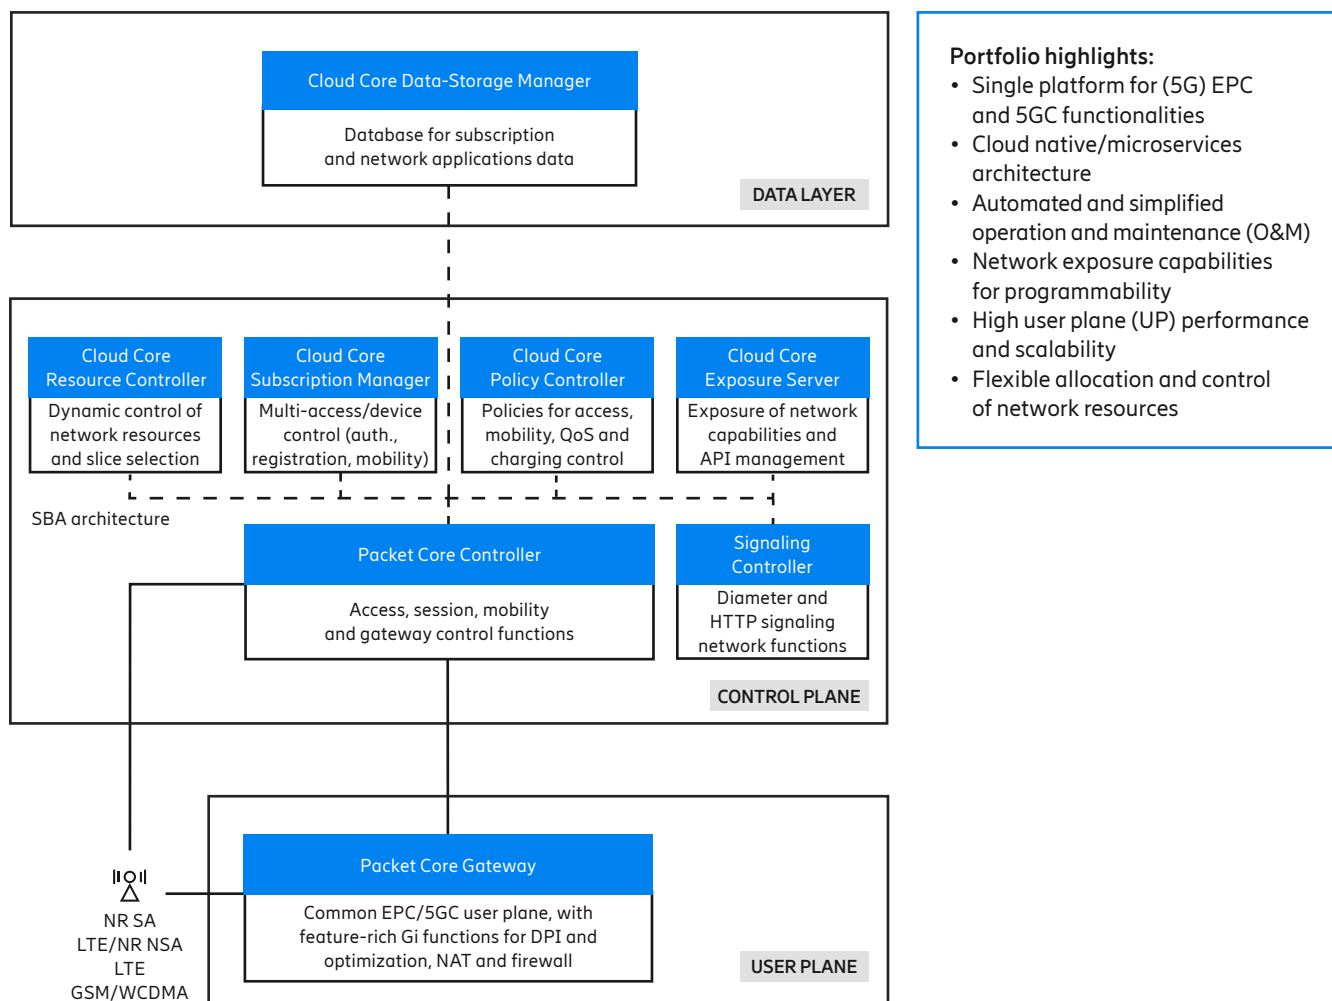 Cloud Core Data-Storage Manager
Database for subscription
and network applications data
DATA LAYER
Portfolio highlights:
• Single platform for (5G) EPC
and 5GC functionalities
• Cloud native/microservices
architecture
• Automated and simplified
operation and maintenance (O&M)
• Network exposure capabilities
for programmability
• High user plane (UP) performance
and scalability
• Flexible allocation and control
of network resources
Cloud Core
Resource Controller
Dynamic control of
network resources
and slice selection
Cloud Core
Subscription Manager
Multi-access/device
control (auth.,
registration, mobility)
Cloud Core
Policy Controller
Policies for access,
mobility, QoS and
charging control
Cloud Core
Exposure Server
Exposure of network
capabilities and
API management
SBA architecture
Packet Core Controller
Access, session, mobility
and gateway control functions
Signaling
Controller
Diameter and
HTTP signaling
network functions
CONTROL PLANE
Packet Core Gateway
Common EPC/5GC user plane, with
feature-rich Gi functions for DPI and
optimization, NAT and firewall
USER PLANE
NR SA
LTE/NR NSA
LTE
GSM/WCDMA